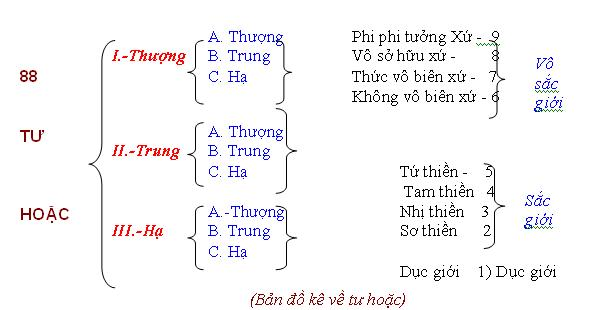 88
TƯ
HOẶC
I.-Thượng
A. Thượng
B. Trung
C. Hạ
II.-Trung
A. Thượng
B. Trung
C. Hạ
III.-Hạ
A.-Thượng
B. Trung
C. Hạ
Phi phi tưởng Xứ - 9
Vô sở hữu xứ - 8
Thức vô biên xứ - 7
Không vô biên xứ - 6
Vô
sắc
giới
Tứ thiền - 5
Tam thiền 4
Nhị thiền 3
Sơ thiền 2
Sắc
giới
Dục giới 1) Dục giới
(Bản đồ kê về tư hoặc)